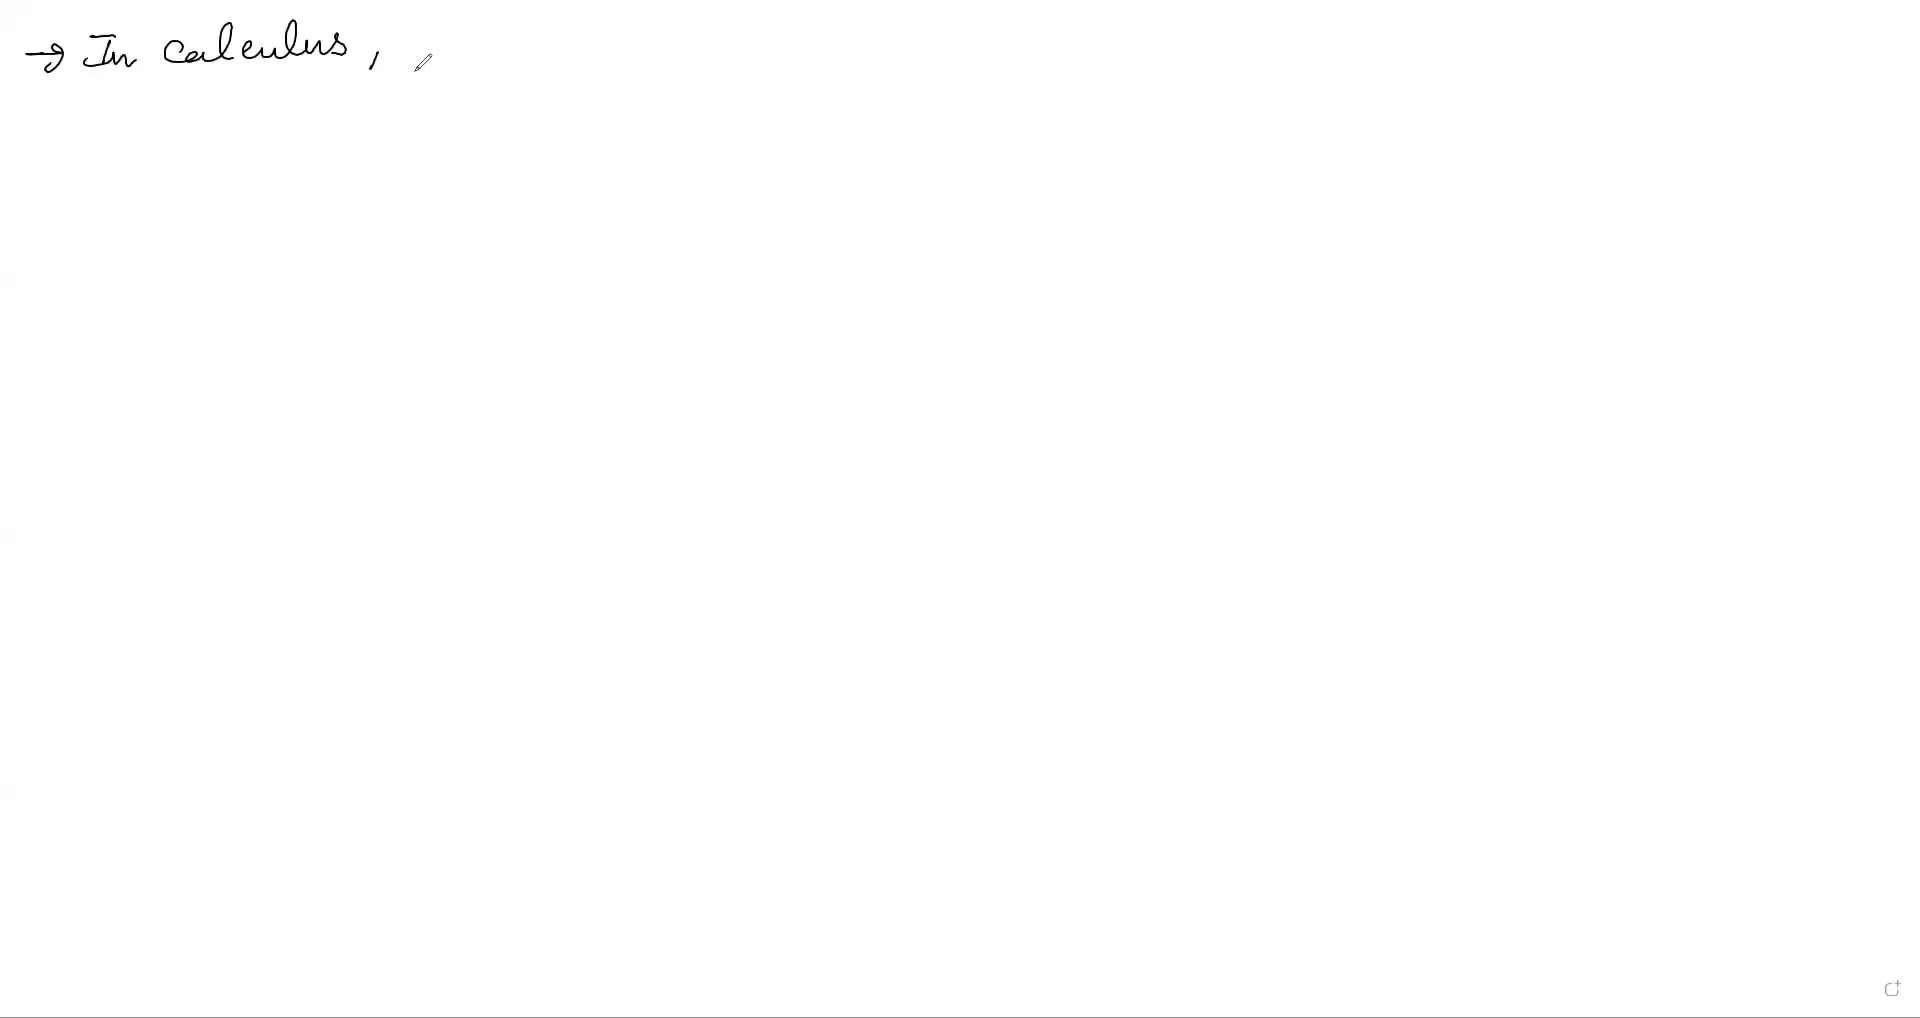 → In calculus,